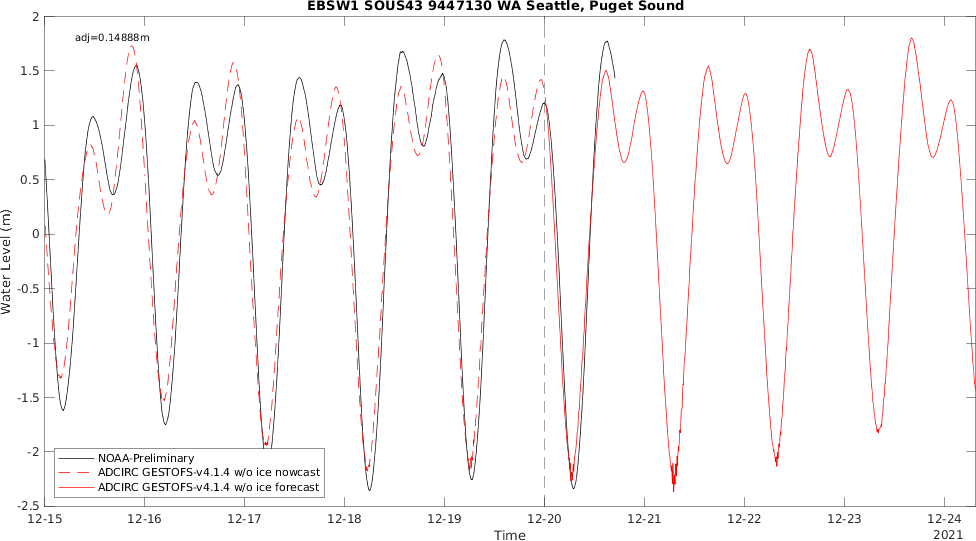 EBSW1 SOUS43 9447130 WA Seattle, Puget Sound
adj=0.14888m
2
1.5
1
0.5
0
-0.5
-1
-1.5
-2
-2.5
Water Level (m)
NOAA-Preliminary
ADCIRC GESTOFS-v4.1.4 w/o ice nowcast
ADCIRC GESTOFS-v4.1.4 w/o ice forecast
12-15 12-16 12-17 12-18 12-19 12-20 12-21 12-22 12-23 12-24
Time
2021